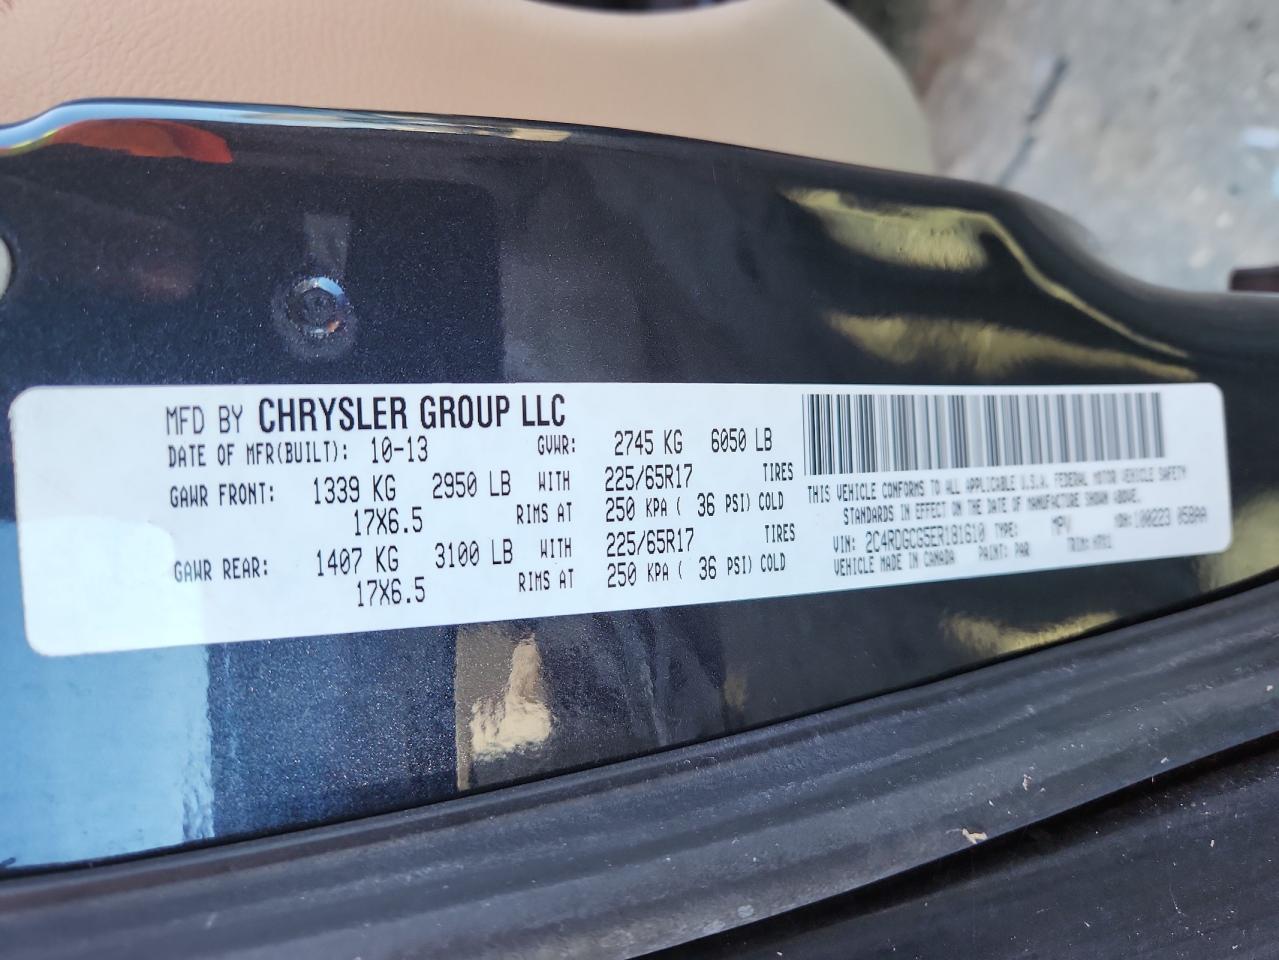 MFD BY CHRYSLER GROUP LLC
DATE OF MFR(BUILT): 10-13 GVWR: 2745 KG 6050 LB
GAWR FRONT: 1339 KG 2950 LB WITH 225/65R17 TIRES
17X6.5 RIMS AT 250 KPA ( 36 PSI) COLD
GAWR REAR: 1407 KG 3100 LB WITH 225/65R17 TIRES
17X6.5 RIMS AT 250 KPA ( 36 PSI) COLD
THIS VEHICLE CONFORMS TO ALL APPLICABLE U.S.A. FEDERAL MOTOR VEHICLE SAFETY
STANDARDS IN EFFECT ON THE DATE OF MANUFACTURE SHOWN ABOVE.
VIN: 2C4RDGCG5ER181610 TYPE: MPV MDH: 100223 058AA
VEHICLE MADE IN CANADA PAINT: PAR TRIM: